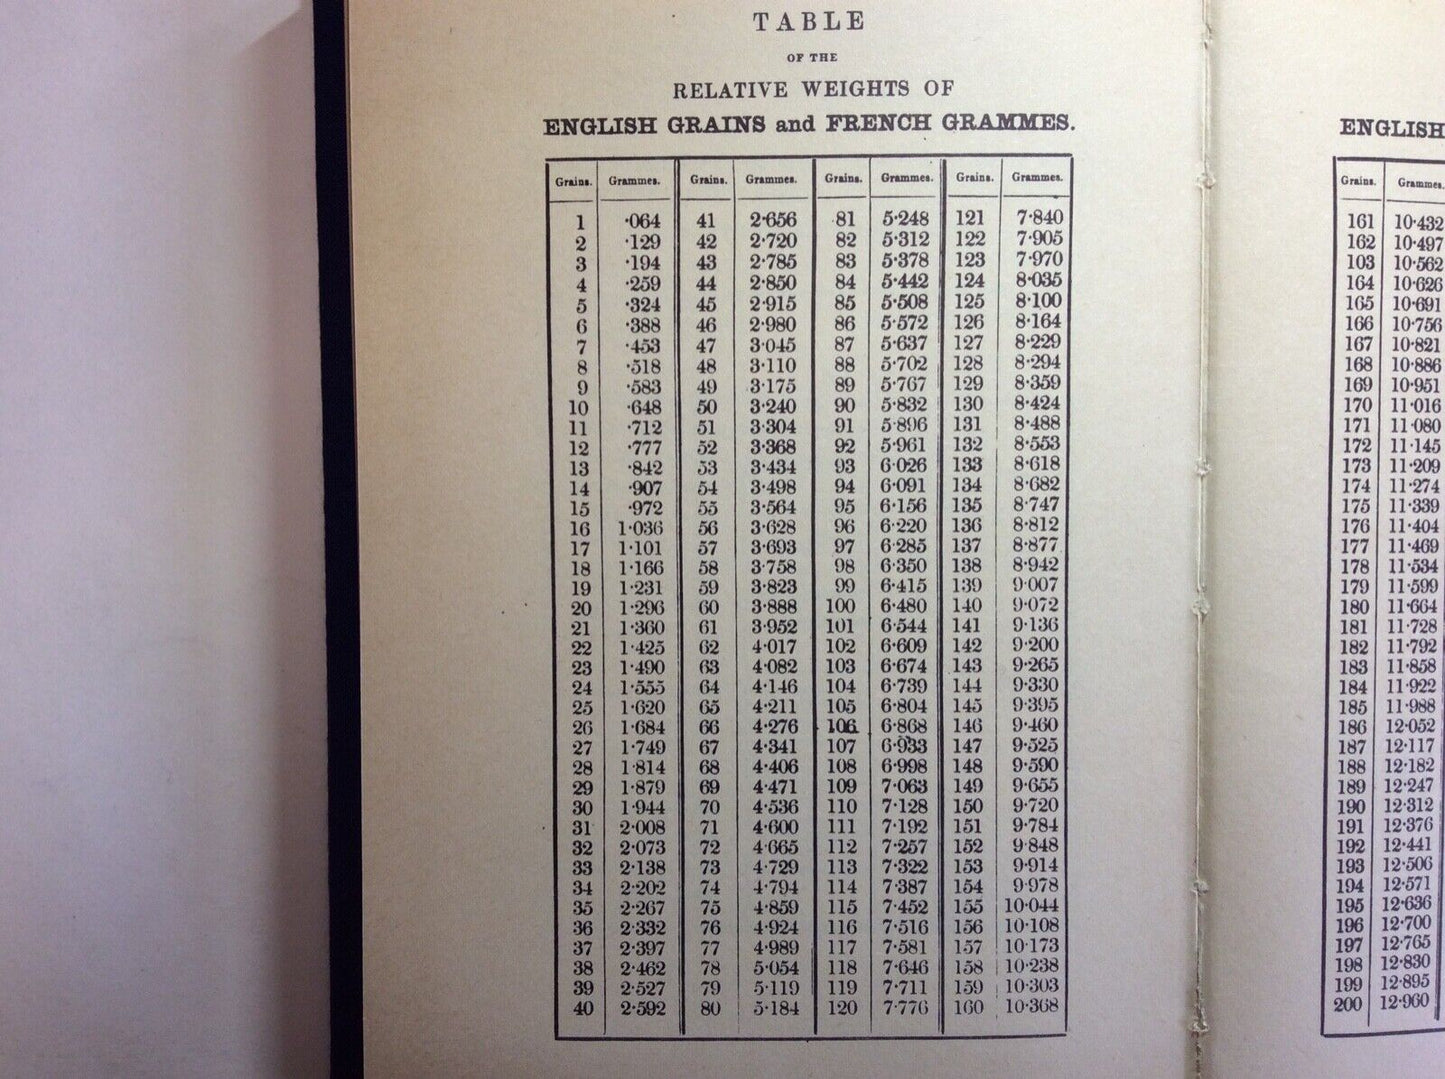 TABLE
OF THE
RELATIVE WEIGHTS OF
ENGLISH GRAINS and FRENCH GRAMMES.
Grains. Grammes. Grains. Grammes. Grains. Grammes. Grains. Grammes.
1 ·064 41 2·656 81 5·248 121 7·840
2 ·129 42 2·720 82 5·312 122 7·905
3 ·194 43 2·785 83 5·378 123 7·970
4 ·259 44 2·850 84 5·442 124 8·035
5 ·324 45 2·915 85 5·508 125 8·100
6 ·388 46 2·980 86 5·572 126 8·164
7 ·453 47 3·045 87 5·637 127 8·229
8 ·518 48 3·110 88 5·702 128 8·294
9 ·583 49 3·175 89 5·767 129 8·359
10 ·648 50 3·240 90 5·832 130 8·424
11 ·712 51 3·304 91 5·896 131 8·488
12 ·777 52 3·368 92 5·961 132 8·553
13 ·842 53 3·434 93 6·026 133 8·618
14 ·907 54 3·498 94 6·091 134 8·682
15 ·972 55 3·564 95 6·156 135 8·747
16 1·036 56 3·628 96 6·220 136 8·812
17 1·101 57 3·693 97 6·285 137 8·877
18 1·166 58 3·758 98 6·350 138 8·942
19 1·231 59 3·823 99 6·415 139 9·007
20 1·296 60 3·888 100 6·480 140 9·072
21 1·360 61 3·952 101 6·544 141 9·136
22 1·425 62 4·017 102 6·609 142 9·200
23 1·490 63 4·082 103 6·674 143 9·265
24 1·555 64 4·146 104 6·739 144 9·330
25 1·620 65 4·211 105 6·804 145 9·395
26 1·684 66 4·276 106 6·868 146 9·460
27 1·749 67 4·341 107 6·933 147 9·525
28 1·814 68 4·406 108 6·998 148 9·590
29 1·879 69 4·471 109 7·063 149 9·655
30 1·944 70 4·536 110 7·128 150 9·720
31 2·008 71 4·600 111 7·192 151 9·784
32 2·073 72 4·665 112 7·257 152 9·848
33 2·138 73 4·729 113 7·322 153 9·914
34 2·202 74 4·794 114 7·387 154 9·978
35 2·267 75 4·859 115 7·452 155 10·044
36 2·332 76 4·924 116 7·516 156 10·108
37 2·397 77 4·989 117 7·581 157 10·173
38 2·462 78 5·054 118 7·646 158 10·238
39 2·527 79 5·119 119 7·711 159 10·303
40 2·592 80 5·184 120 7·776 160 10·368
ENGLISH
Grains. Grammes.
161 10·432
162 10·497
103 10·562
164 10·626
165 10·691
166 10·756
167 10·821
168 10·886
169 10·951
170 11·016
171 11·080
172 11·145
173 11·209
174 11·274
175 11·339
176 11·404
177 11·469
178 11·534
179 11·599
180 11·664
181 11·728
182 11·792
183 11·858
184 11·922
185 11·988
186 12·052
187 12·117
188 12·182
189 12·247
190 12·312
191 12·376
192 12·441
193 12·506
194 12·571
195 12·636
196 12·700
197 12·765
198 12·830
199 12·895
200 12·960